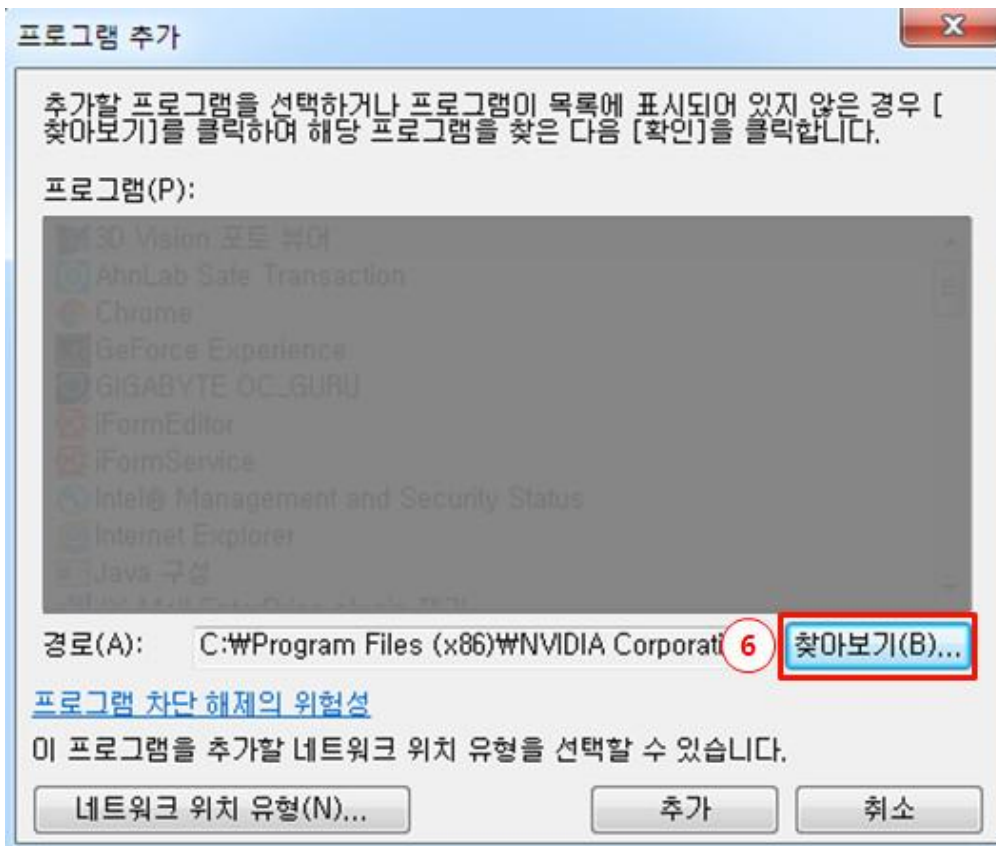 프로그램 추가
추가할 프로그램을 선택하거나 프로그램이 목록에 표시되어 있지 않은 경우 [
찾아보기]를 클릭하여 해당 프로그램을 찾은 다음 [확인]을 클릭합니다.
프로그램(P):
3D Vision 포토 뷰어
AhnLab Safe Transaction
Chrome
GeForce Experience
GIGABYTE OC_GURU
iFormEditor
iFormService
Intel® Management and Security Status
Internet Explorer
Java 구성
경로(A): C:₩Program Files (x86)₩NVIDIA Corporati 6 찾아보기(B)...
프로그램 차단 해제의 위험성
이 프로그램을 추가할 네트워크 위치 유형을 선택할 수 있습니다.
네트워크 위치 유형(N)... 추가 취소